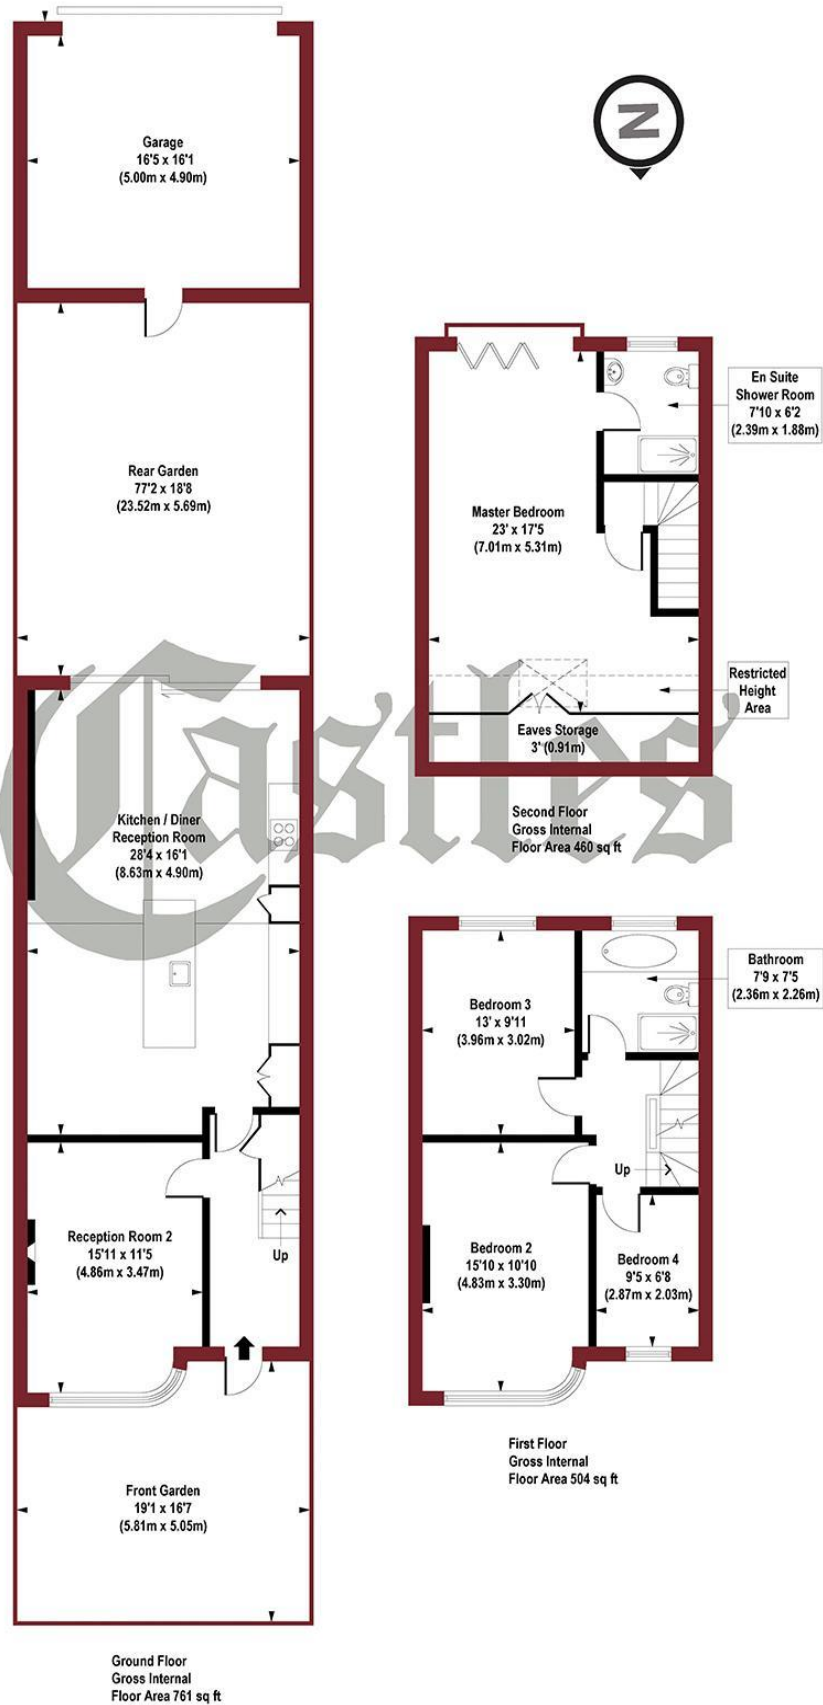 Garage
16'5 x 16'1
(5.00m x 4.90m)
N
Rear Garden
77'2 x 18'8
(23.52m x 5.69m)
En Suite
Shower Room
7'10 x 6'2
(2.39m x 1.88m)
Master Bedroom
23' x 17'5
(7.01m x 5.31m)
Restricted
Height
Area
Eaves Storage
3' (0.91m)
Second Floor
Gross Internal
Floor Area 460 sq ft
Castles
Kitchen / Diner
Reception Room
28'4 x 16'1
(8.63m x 4.90m)
Bathroom
7'9 x 7'5
(2.36m x 2.26m)
Bedroom 3
13' x 9'11
(3.96m x 3.02m)
Up
Reception Room 2
15'11 x 11'5
(4.86m x 3.47m)
Up
Bedroom 2
15'10 x 10'10
(4.83m x 3.30m)
Bedroom 4
9'5 x 6'8
(2.87m x 2.03m)
First Floor
Gross Internal
Floor Area 504 sq ft
Front Garden
19'1 x 16'7
(5.81m x 5.05m)
Ground Floor
Gross Internal
Floor Area 761 sq ft